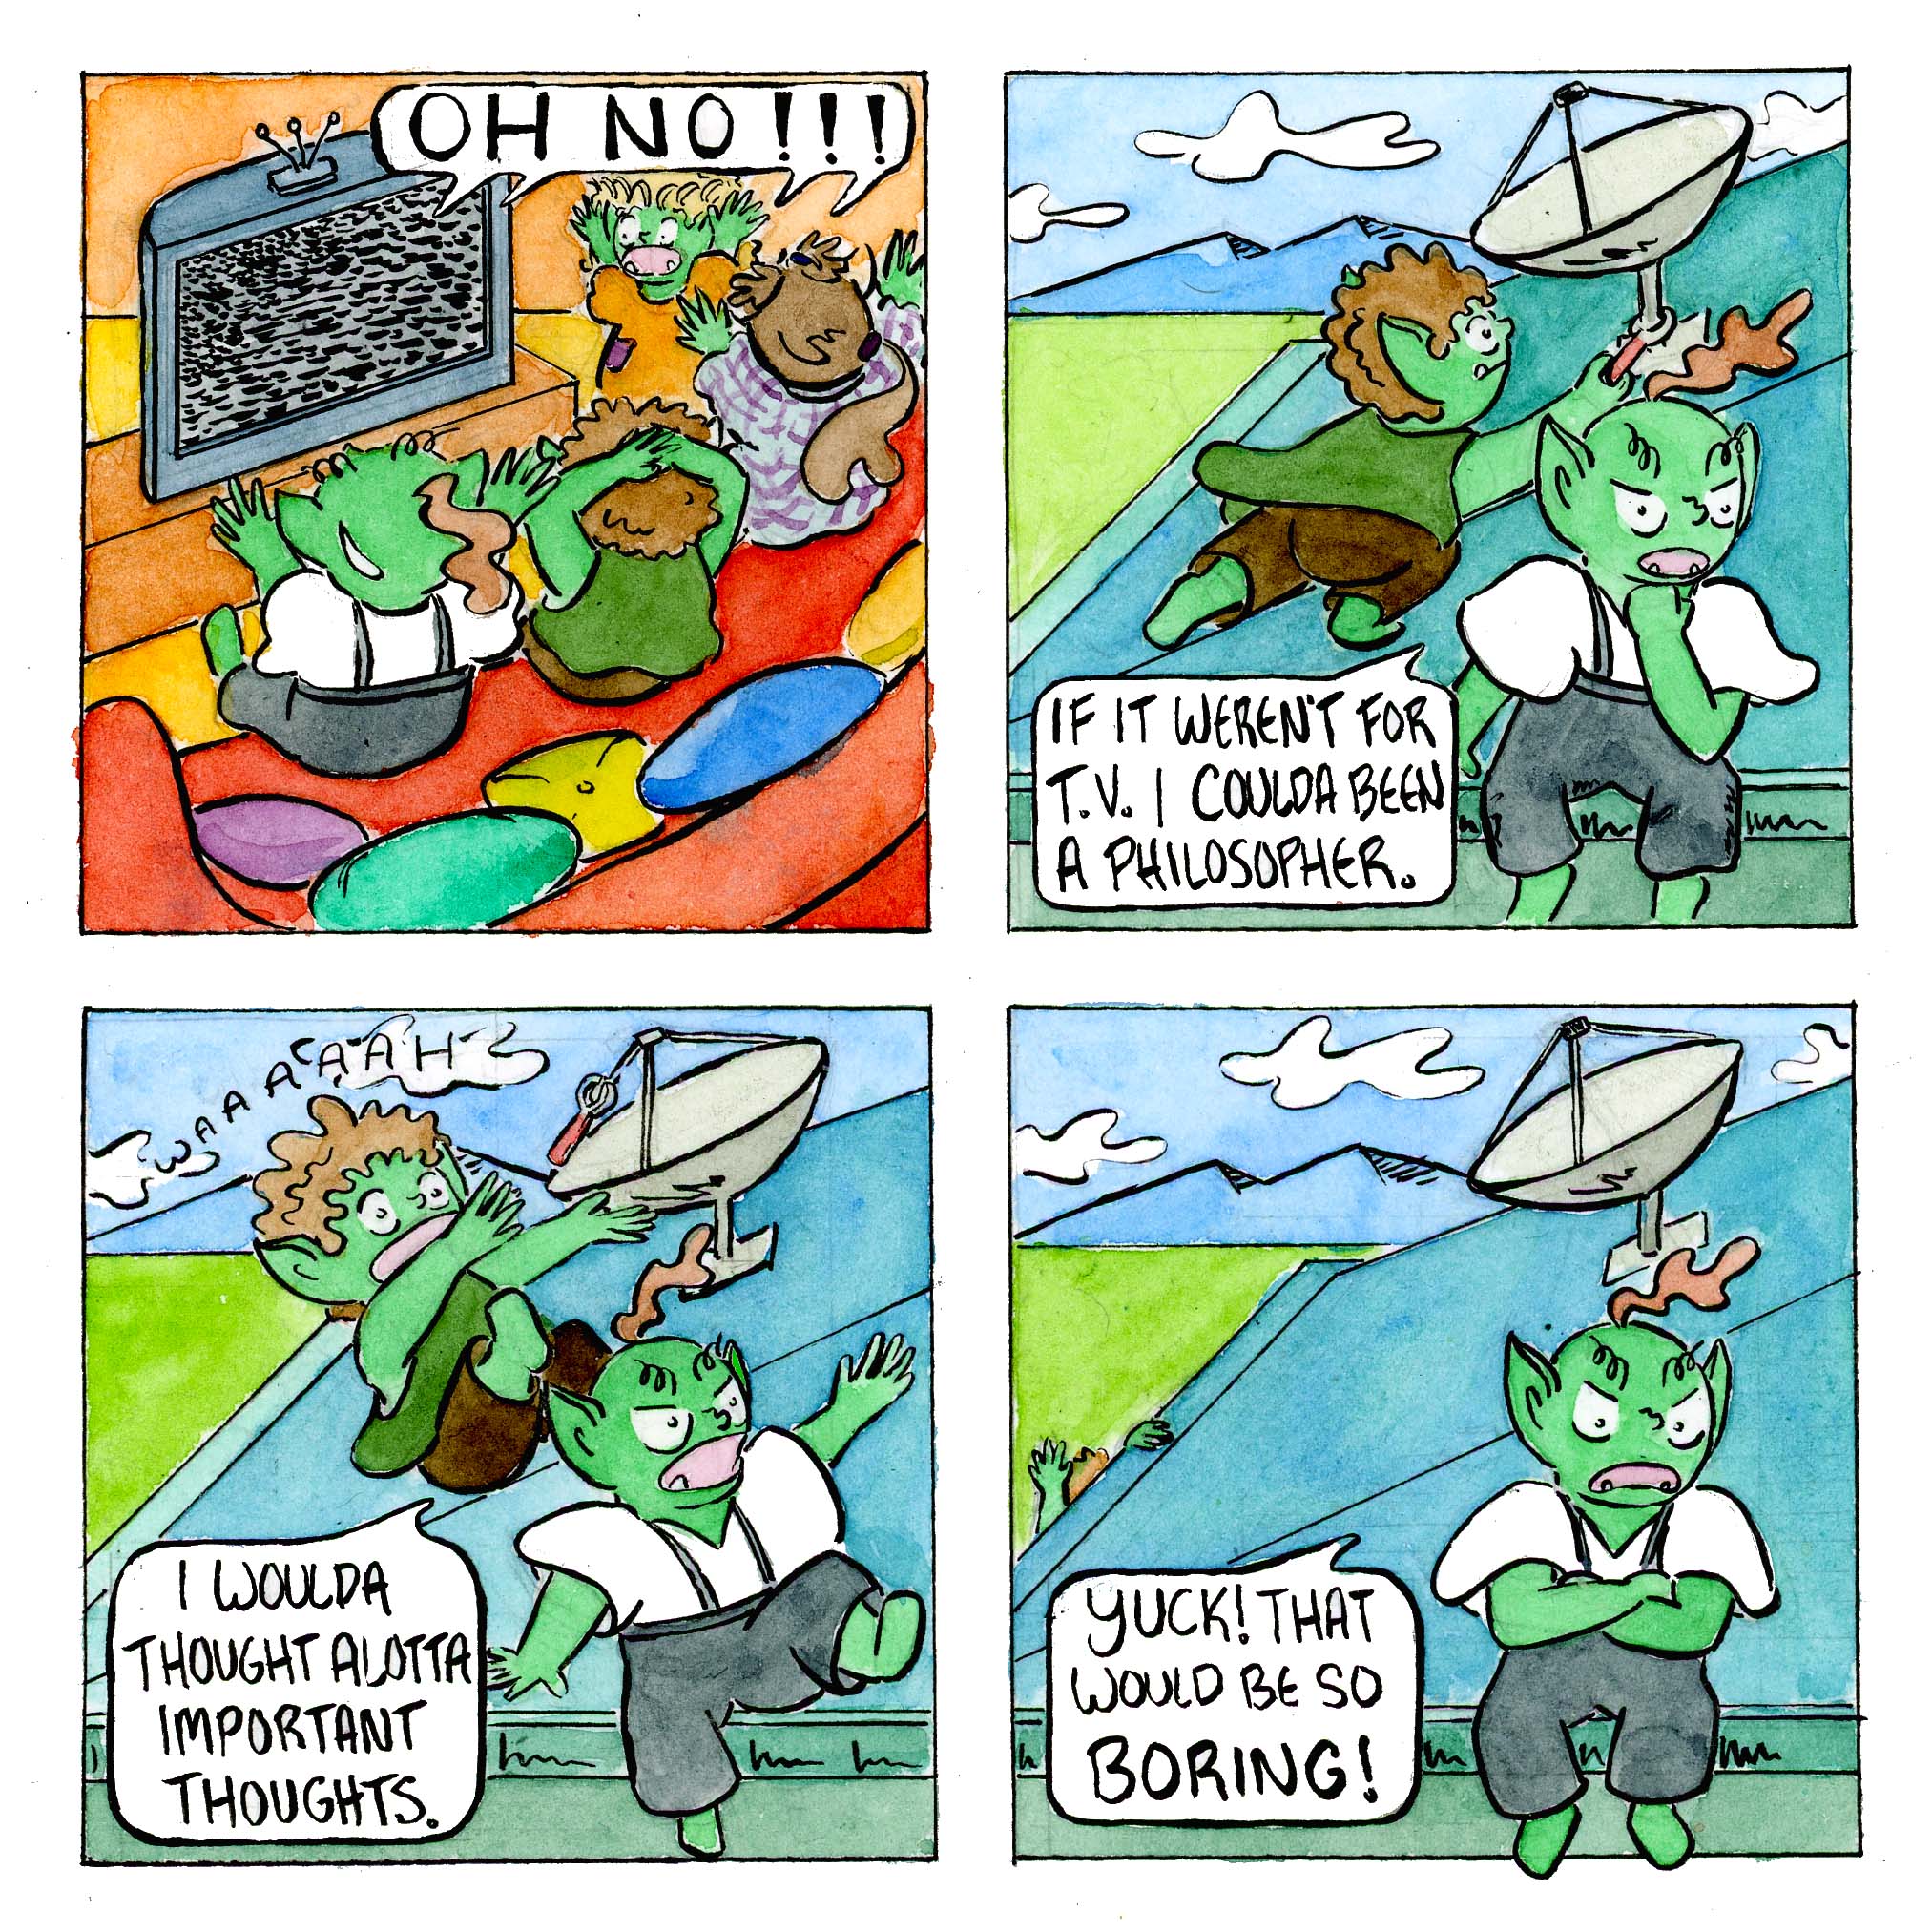 OH NO!!!
IF IT WEREN'T FOR
T.V. I COULDA BEEN
A PHILOSOPHER.
WAAAAAAH
I WOULDA
THOUGHT ALOTTA
IMPORTANT
THOUGHTS.
YUCK! THAT
WOULD BE SO
BORING!